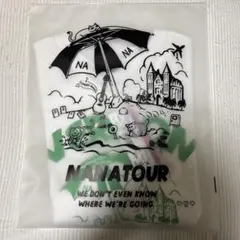 NA NA
NANATOUR
WE DON'T EVEN KNOW
WHERE WE'RE GOING